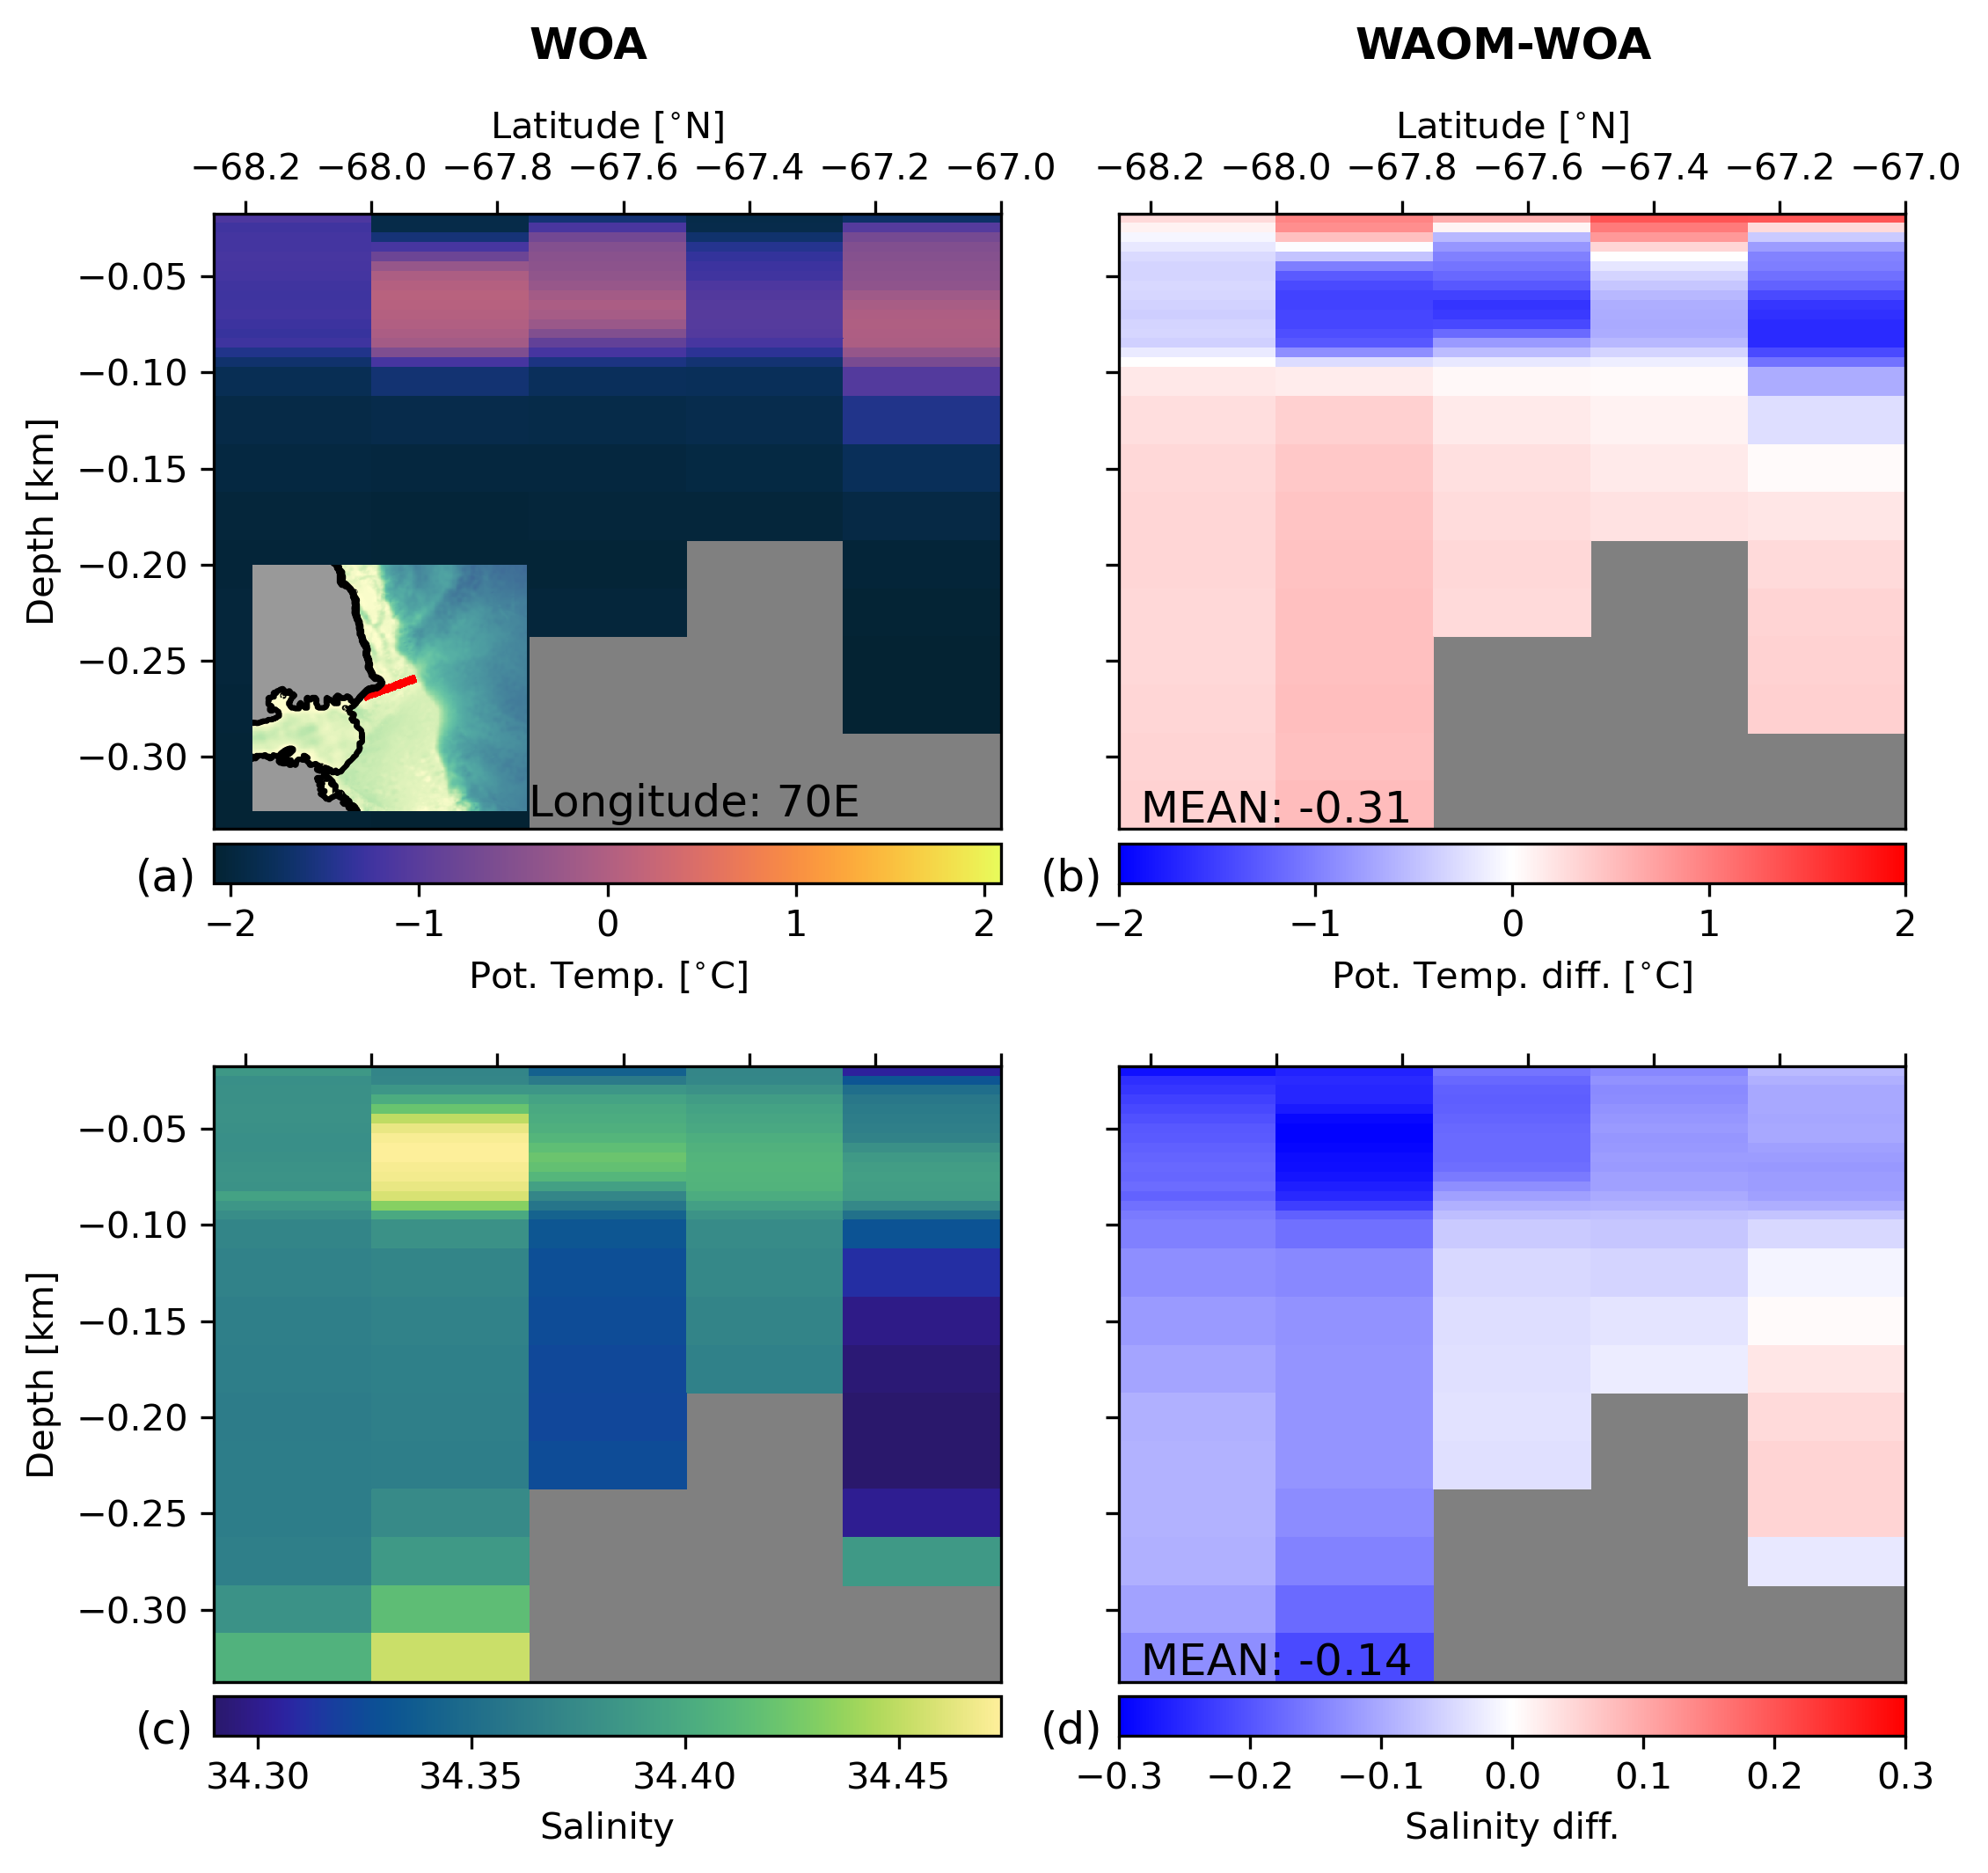 WOA
WAOM-WOA
Latitude [°N]
Latitude [°N]
−68.2 −68.0 −67.8 −67.6 −67.4 −67.2 −67.0
−68.2 −68.0 −67.8 −67.6 −67.4 −67.2 −67.0
Depth [km]
−0.05
−0.10
−0.15
−0.20
−0.25
−0.30
Longitude: 70E
MEAN: -0.31
(a)
−2 −1 0 1 2
Pot. Temp. [°C]
(b)
−2 −1 0 1 2
Pot. Temp. diff. [°C]
Depth [km]
−0.05
−0.10
−0.15
−0.20
−0.25
−0.30
MEAN: -0.14
(c)
34.30 34.35 34.40 34.45
Salinity
(d)
−0.3 −0.2 −0.1 0.0 0.1 0.2 0.3
Salinity diff.